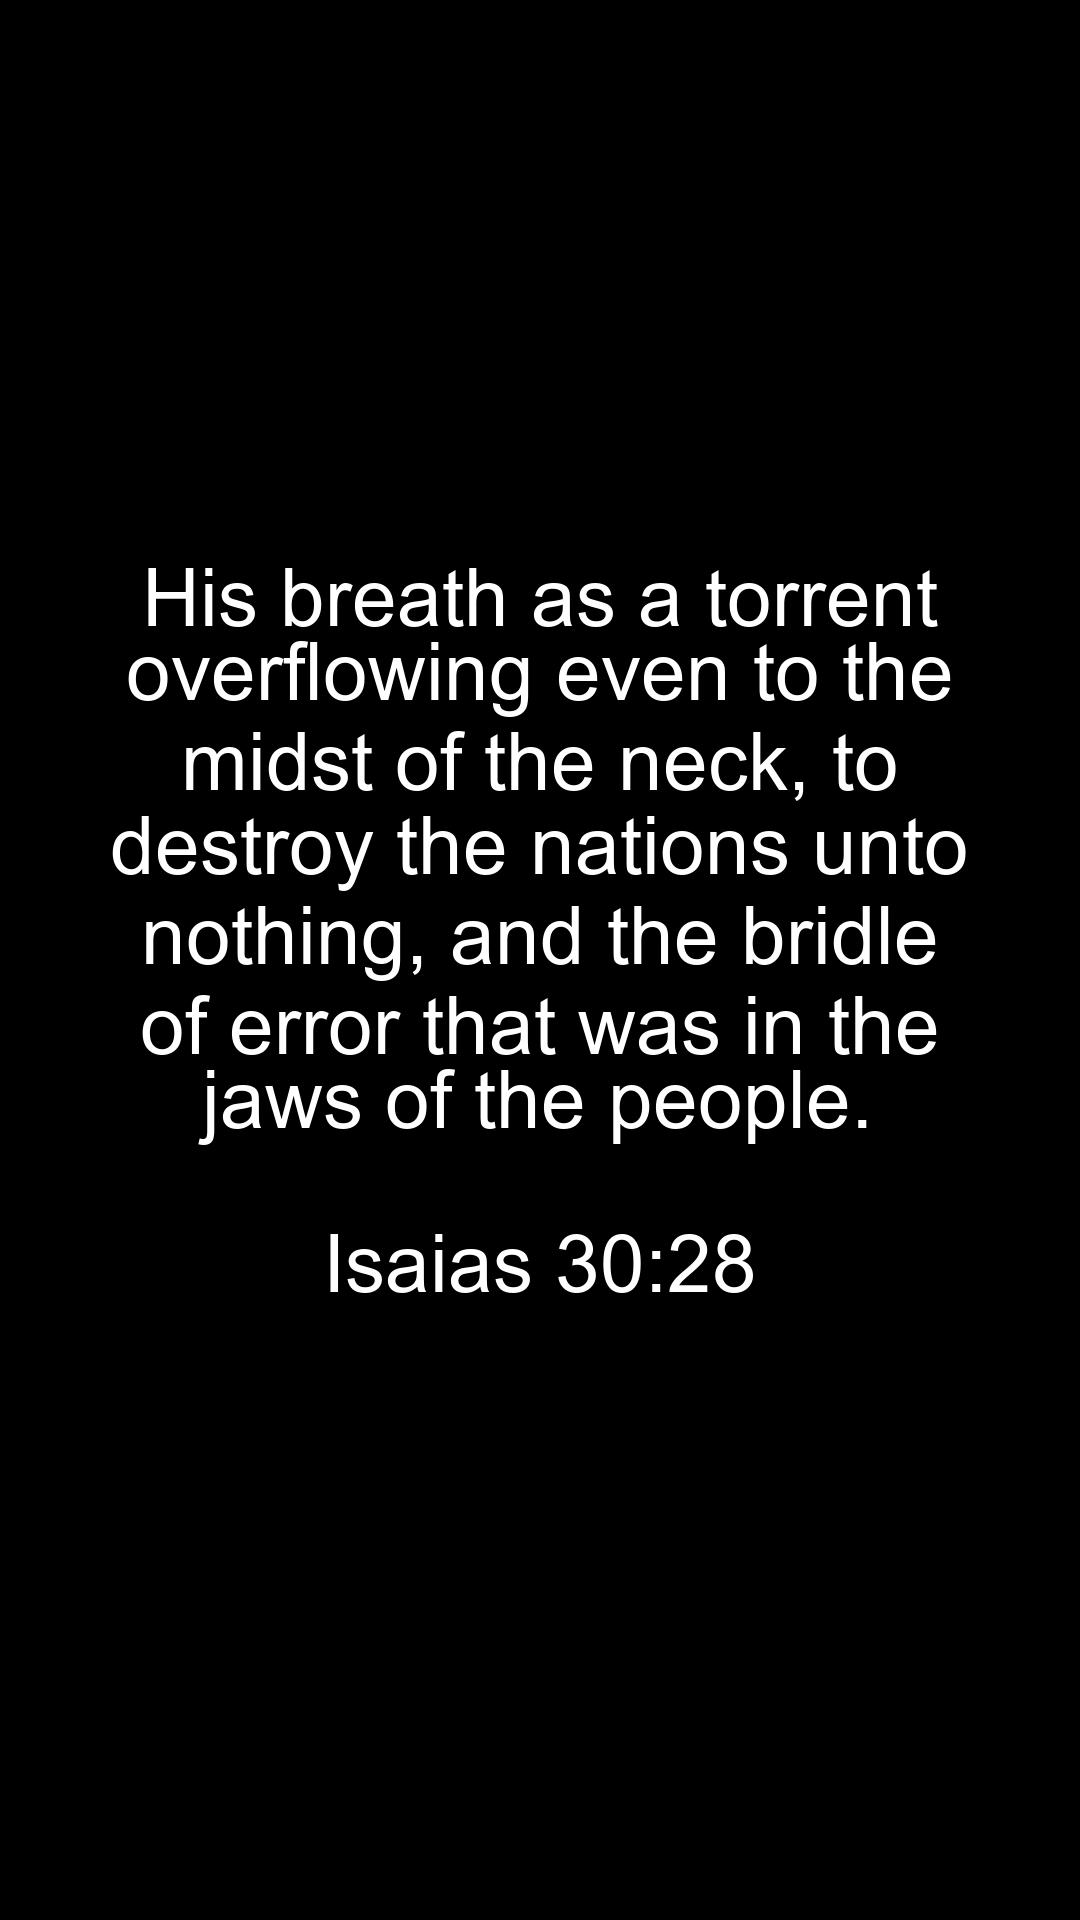 His breath as a torrent
overflowing even to the
midst of the neck, to
destroy the nations unto
nothing, and the bridle
of error that was in the
jaws of the people.
Isaias 30:28